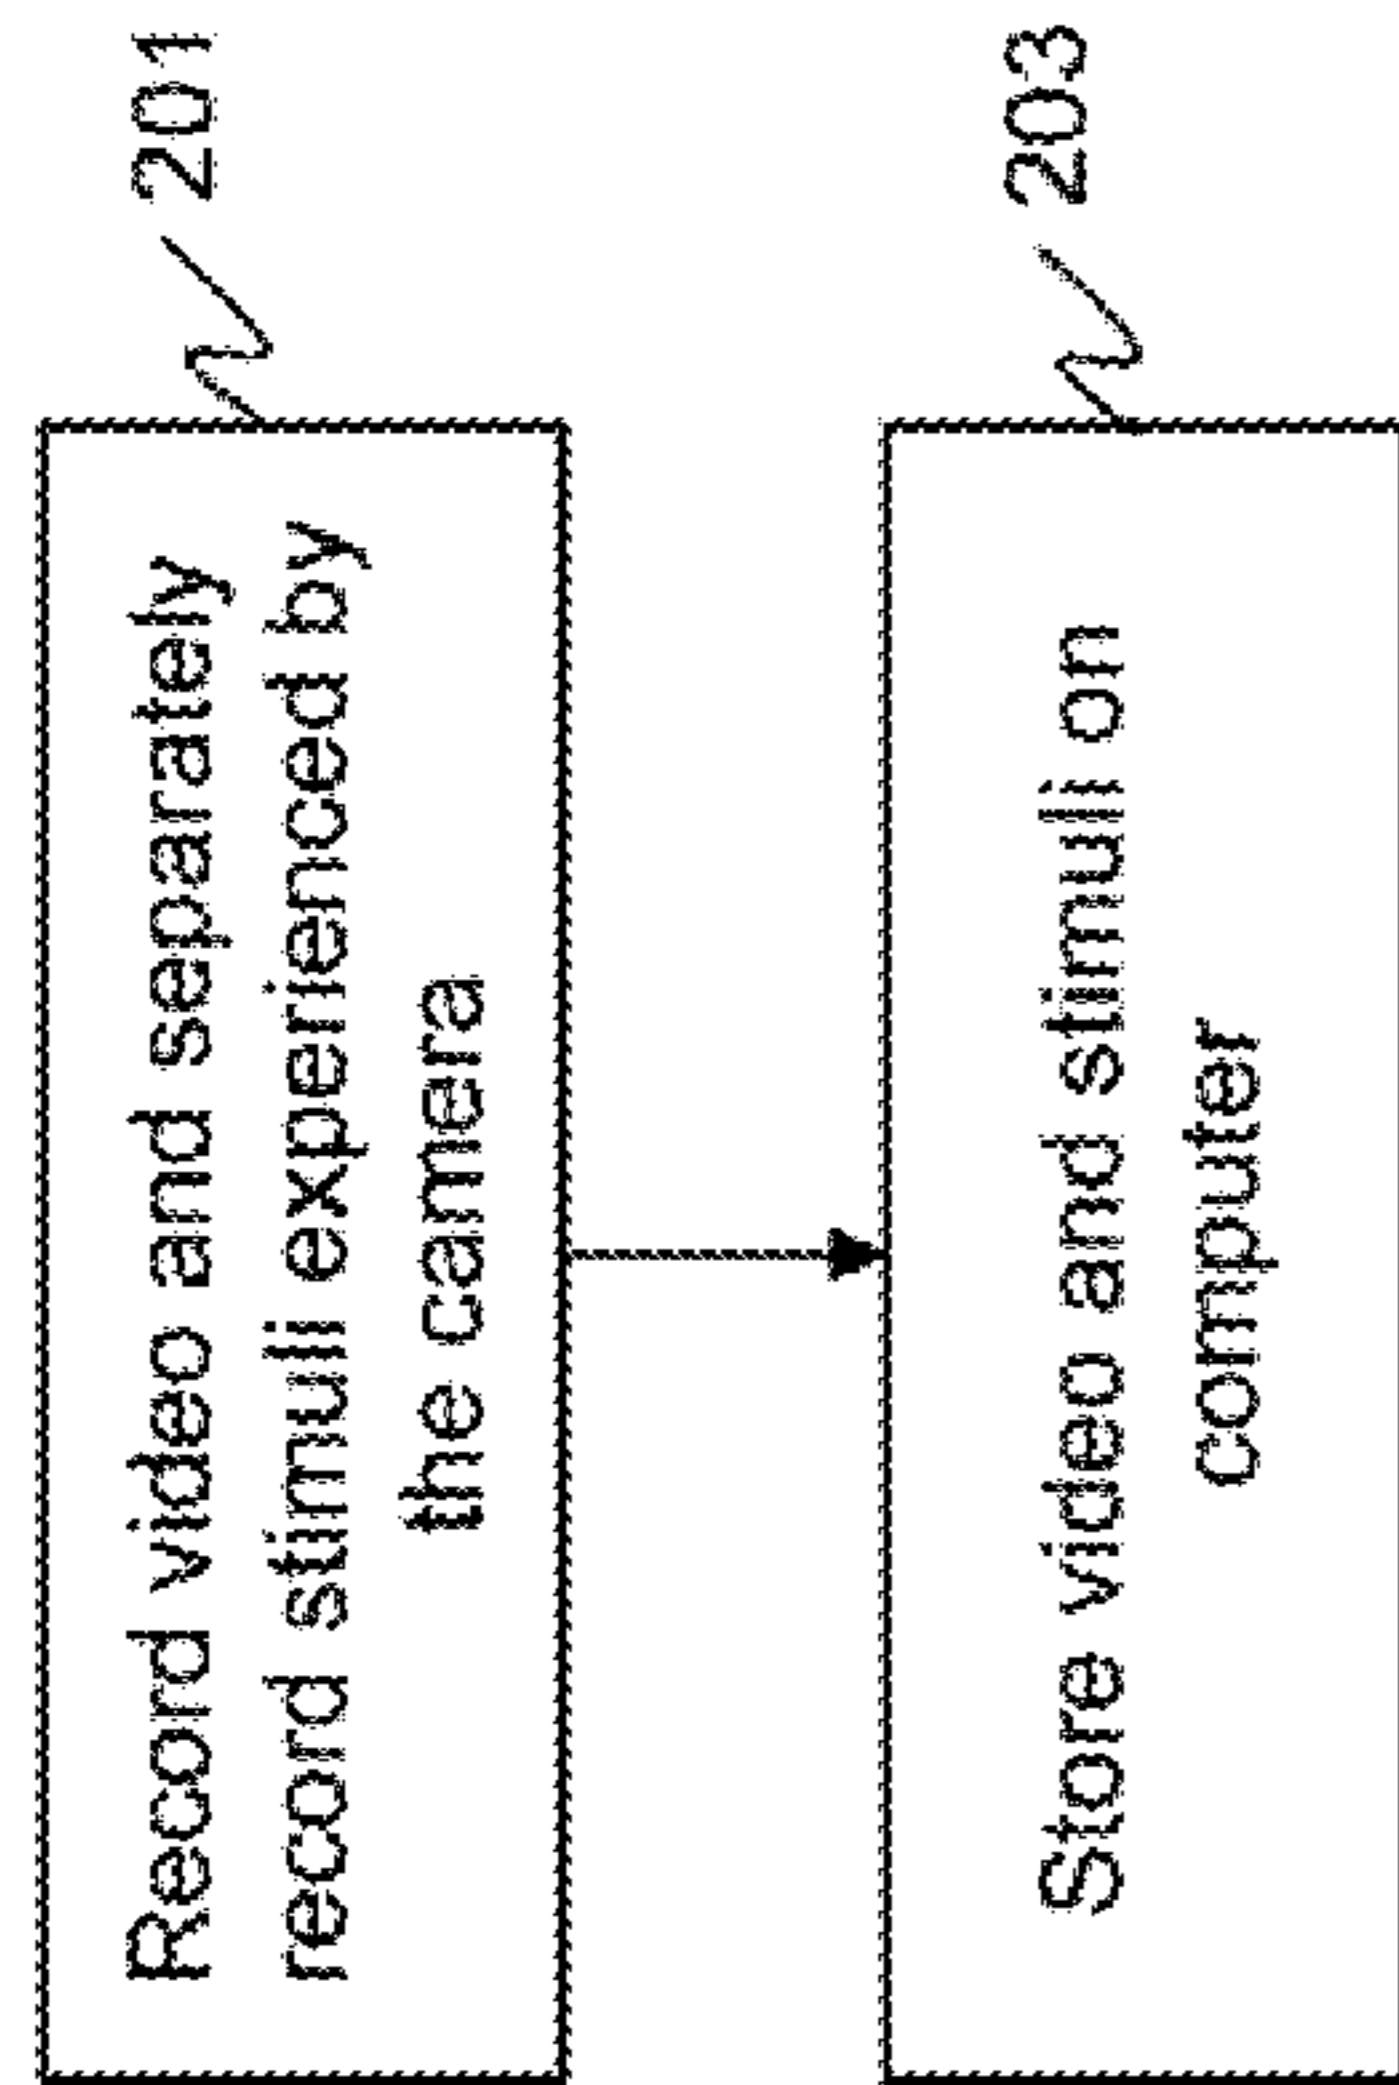 Record video and separately
record stimuli experienced by
the camera
201
Store video and stimuli on
computer
203